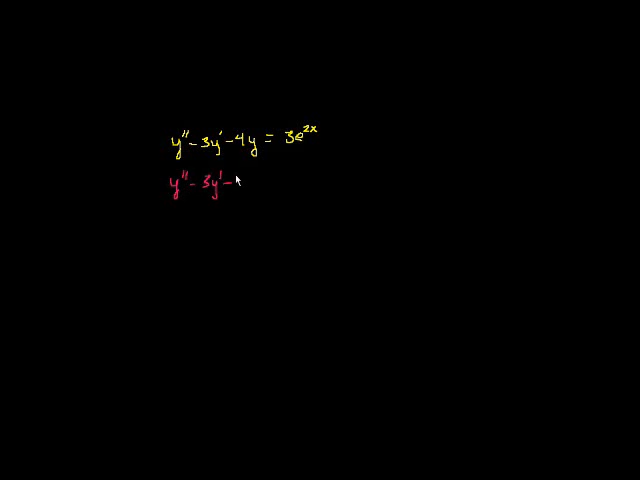 y'' - 3y' - 4y = 3e^2x
y'' - 3y' -